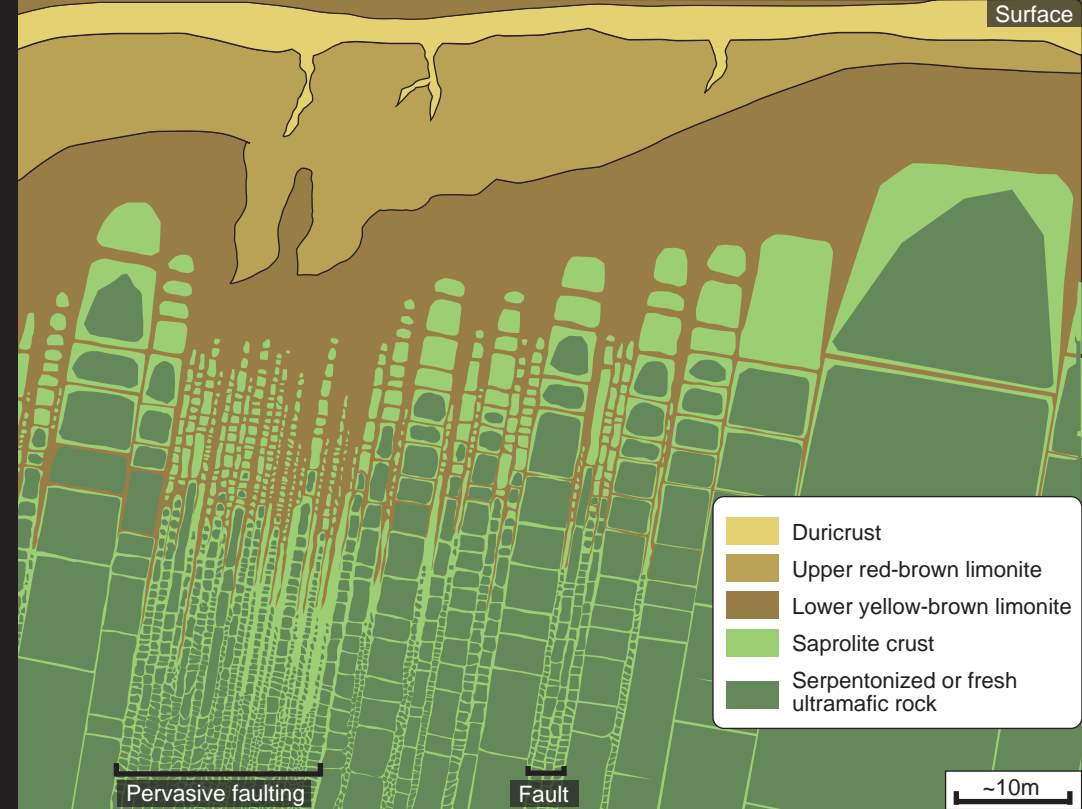 Surface
Duricrust
Upper red-brown limonite
Lower yellow-brown limonite
Saprolite crust
Serpentonized or fresh
ultramafic rock
Pervasive faulting
Fault
~10m